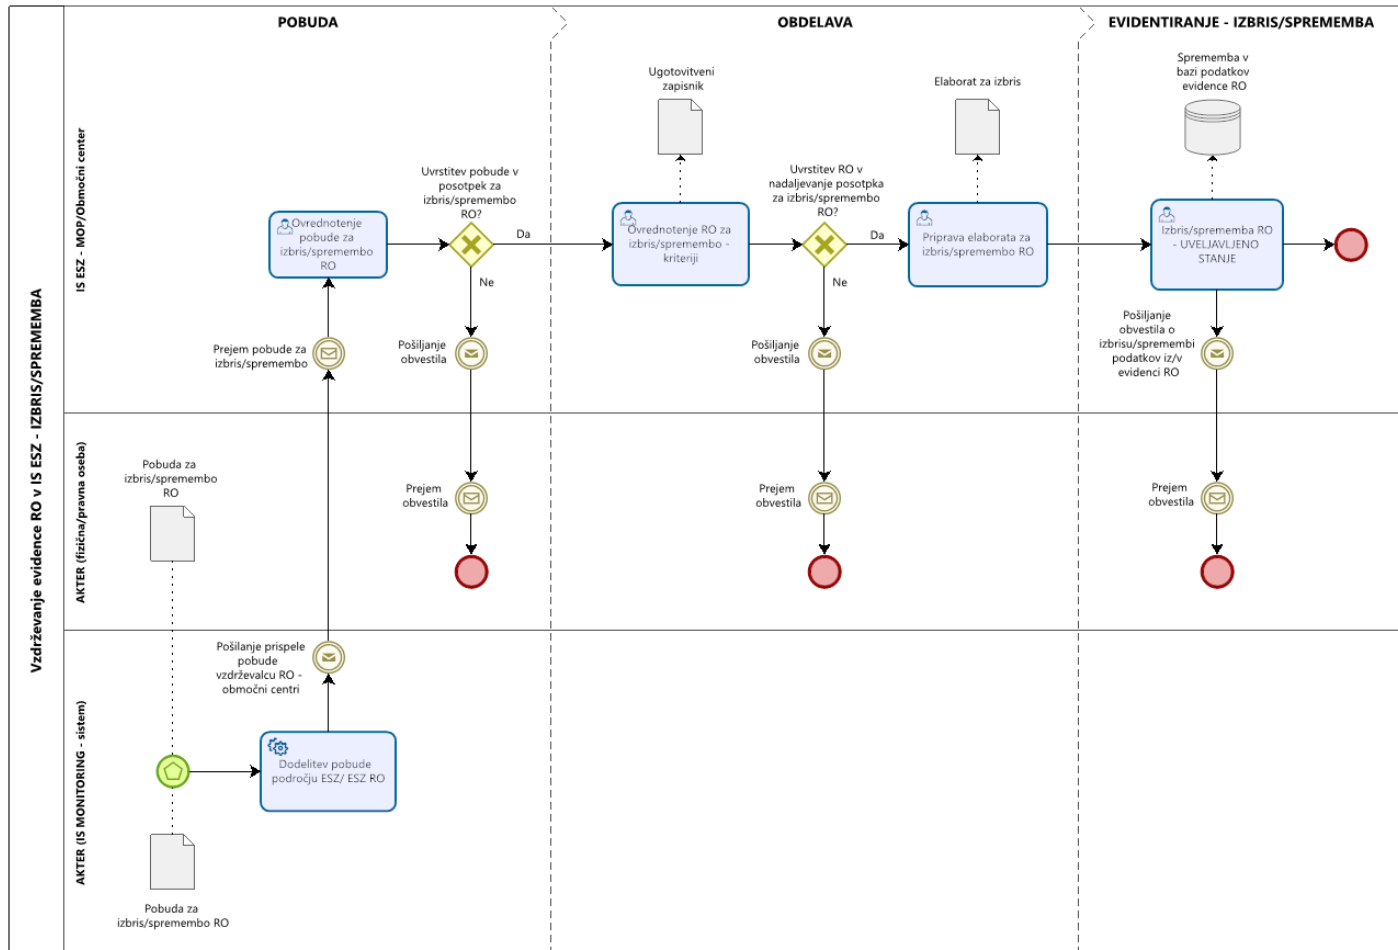 POBUDA
OBDELAVA
EVIDENTIRANJE - IZBRIS/SPREMEMBA
Vzdrževanje evidence RO v IS ESZ - IZBRIS/SPREMEMBA
IS ESZ - MOP/Območni center
Ugotovitveni
zapisnik
Elaborat za izbris
Sprememba v
bazi podatkov
evidence RO
Uvrstitev pobude v
posotpek za
izbris/spremembo
RO?
Uvrstitev RO v
nadaljevanje posotpka
za izbris/spremembo
RO?
Ovrednotenje
pobude za
izbris/spremembo
RO
Da
Ovrednotenje RO za
izbris/spremembo -
kriteriji
Da
Priprava elaborata za
izbris/spremembo RO
Izbris/sprememba RO
- UVELJAVLJENO
STANJE
Ne
Ne
Prejem pobude za
izbris/spremembo
Pošiljanje
obvestila
Pošiljanje
obvestila
Pošiljanje
obvestila o
izbrisu/spremembi
podatkov iz/v
evidenci RO
AKTER (fizična/pravna oseba)
Pobuda za
izbris/spremembo
RO
Prejem
obvestila
Prejem
obvestila
Prejem
obvestila
AKTER (IS MONITORING - sistem)
Pošilanje prispele
pobude
vzdrževalcu RO -
območni centri
Dodelitev pobude
področju ESZ/ ESZ RO
Pobuda za
izbris/spremembo RO